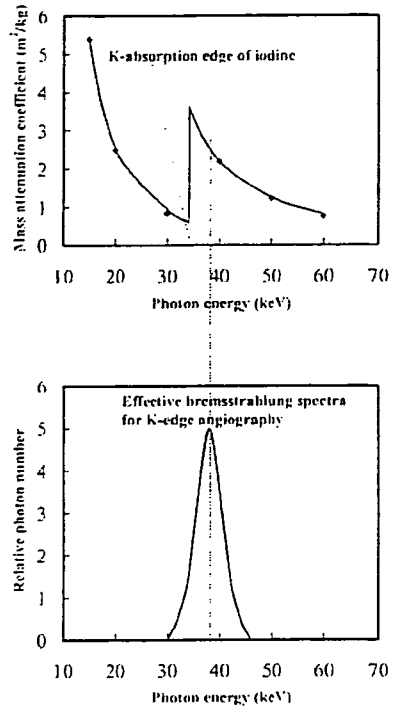 Mass attenuation coefficient (m²/kg)
6
5
4
3
2
1
0
K-absorption edge of iodine
10 20 30 40 50 60 70
Photon energy (keV)
Relative photon number
6
5
4
3
2
1
0
Effective bremsstrahlung spectra
for K-edge angiography
10 20 30 40 50 60 70
Photon energy (keV)